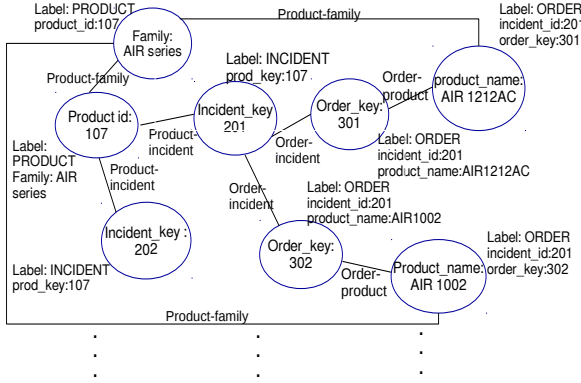 Label: PRODUCT
product_id:107
Family:
AIR series
Product-family
Label: ORDER
incident_id:201
order_key:301
product_name:
AIR 1212AC
Label: INCIDENT
prod_key:107
Product-family
Product id:
107
Product-
incident
Incident_key
201
Order_key:
301
Order-
product
Label:
PRODUCT
Family: AIR
series
Product-
incident
Order-
incident
Label: ORDER
incident_id:201
product_name:AIR1212AC
Order-
incident
Label: ORDER
incident_id:201
product_name:AIR1002
Incident_key :
202
Label: INCIDENT
prod_key:107
Order_key:
302
Order-
product
Product_name:
AIR 1002
Label: ORDER
incident_id:201
order_key:302
Product-family